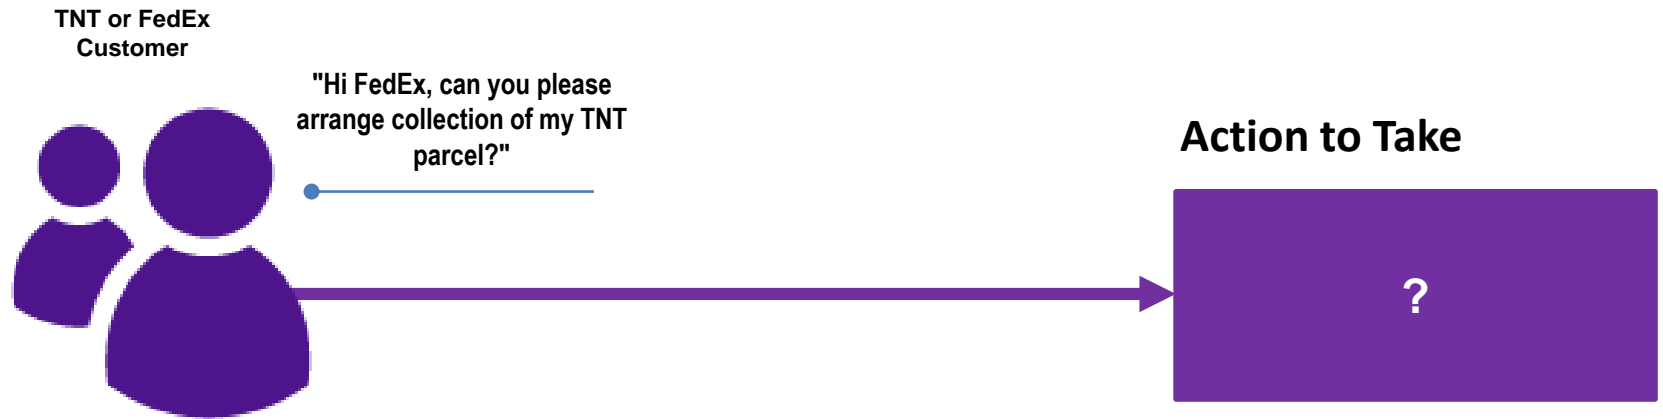 TNT or FedEx
Customer
"Hi FedEx, can you please
arrange collection of my TNT
parcel?"
Action to Take
?